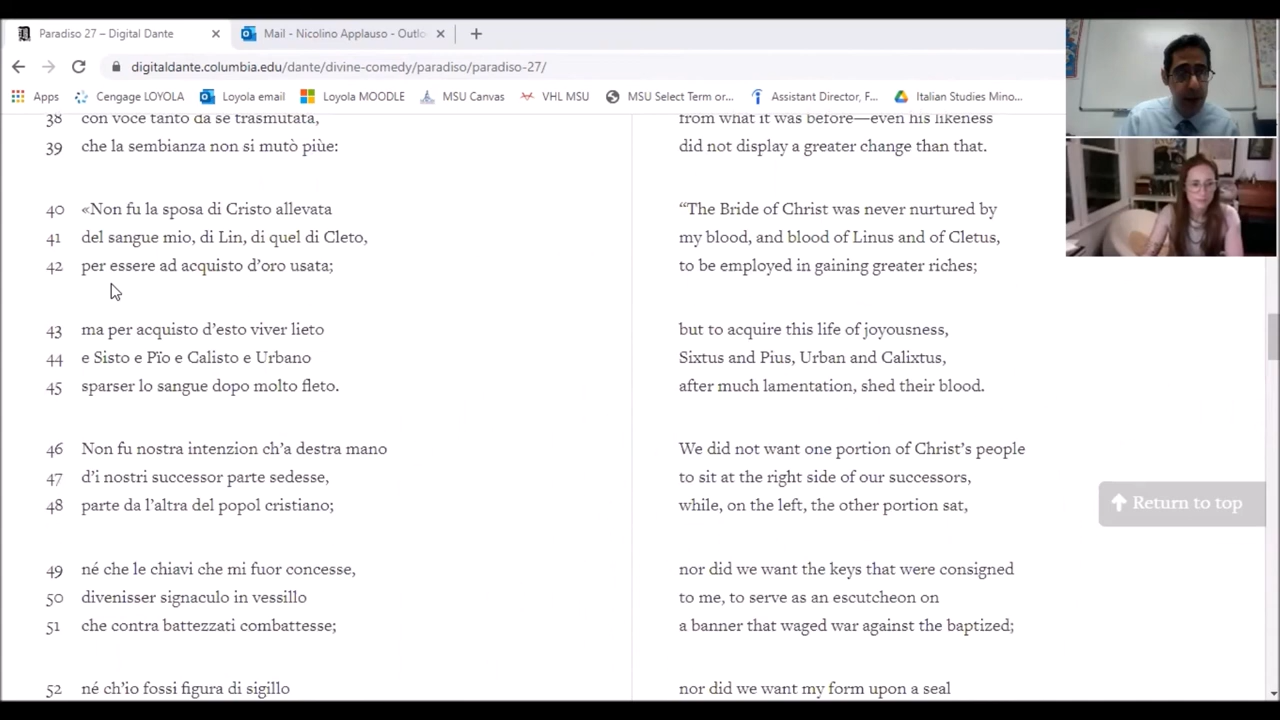 Paradiso 27 – Digital Dante
Mail - Nicolino Applauso - Outlo
digitaldante.columbia.edu/dante/divine-comedy/paradiso/paradiso-27/
Apps
Cengage LOYOLA
Loyola email
Loyola MOODLE
MSU Canvas
VHL MSU
MSU Select Term or...
Assistant Director, F...
Italian Studies Mino...
38 con voce tanto da sé trasmutata,
39 che la sembianza non si mutò piùe:
40 «Non fu la sposa di Cristo allevata
41 del sangue mio, di Lin, di quel di Cleto,
42 per essere ad acquisto d’oro usata;
43 ma per acquisto d’esto viver lieto
44 e Sisto e Pïo e Calisto e Urbano
45 sparser lo sangue dopo molto fleto.
46 Non fu nostra intenzion ch’a destra mano
47 d’i nostri successor parte sedesse,
48 parte da l’altra del popol cristiano;
49 né che le chiavi che mi fuor concesse,
50 divenisser signaculo in vessillo
51 che contra battezzati combattesse;
52 né ch’io fossi figura di sigillo
from what it was before—even his likeness
did not display a greater change than that.
“The Bride of Christ was never nurtured by
my blood, and blood of Linus and of Cletus,
to be employed in gaining greater riches;
but to acquire this life of joyousness,
Sixtus and Pius, Urban and Calixtus,
after much lamentation, shed their blood.
We did not want one portion of Christ’s people
to sit at the right side of our successors,
while, on the left, the other portion sat,
nor did we want the keys that were consigned
to me, to serve as an escutcheon on
a banner that waged war against the baptized;
nor did we want my form upon a seal
Return to top